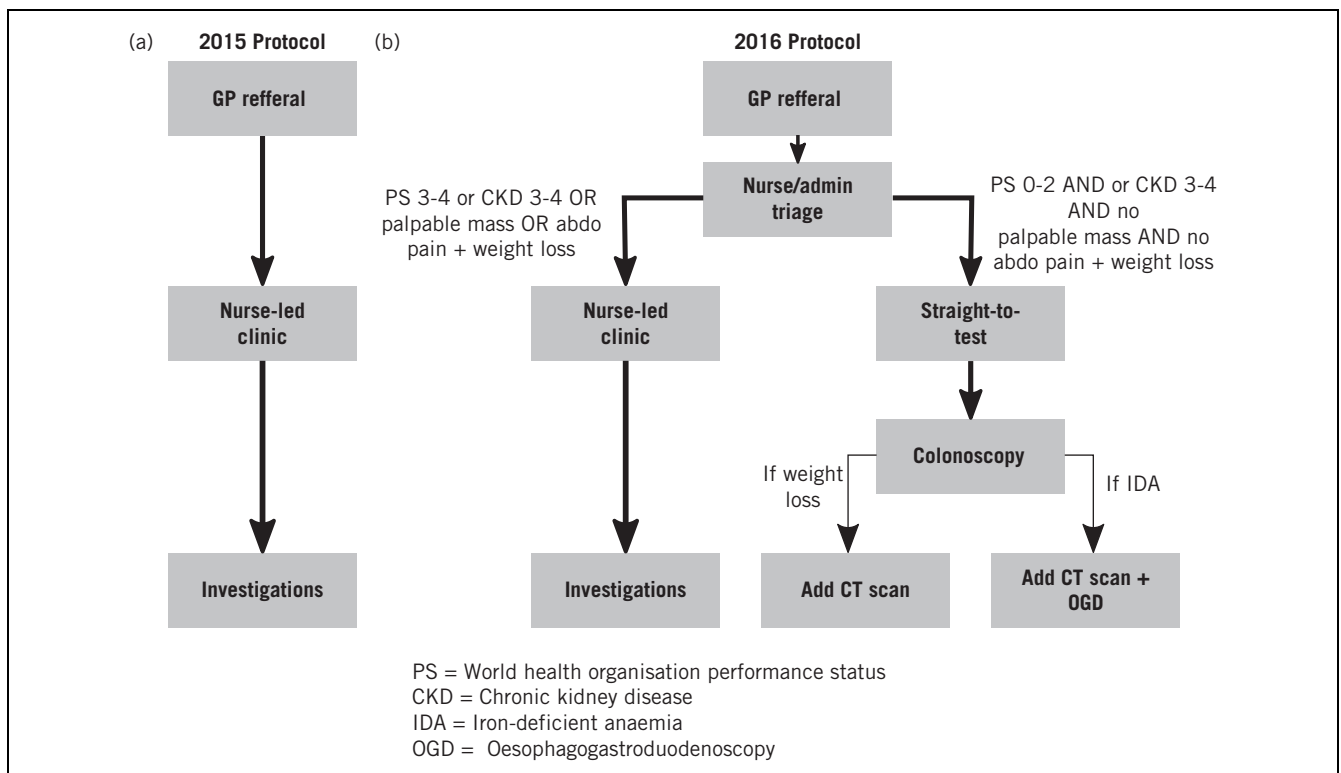 (a) 2015 Protocol
GP refferal
Nurse-led
clinic
Investigations
(b) 2016 Protocol
GP refferal
Nurse/admin
triage
PS 3-4 or CKD 3-4 OR
palpable mass OR abdo
pain + weight loss
PS 0-2 AND or CKD 3-4
AND no
palpable mass AND no
abdo pain + weight loss
Nurse-led
clinic
Investigations
Straight-to-
test
Colonoscopy
If weight
loss
If IDA
Add CT scan
Add CT scan +
OGD
PS = World health organisation performance status
CKD = Chronic kidney disease
IDA = Iron-deficient anaemia
OGD = Oesophagogastroduodenoscopy